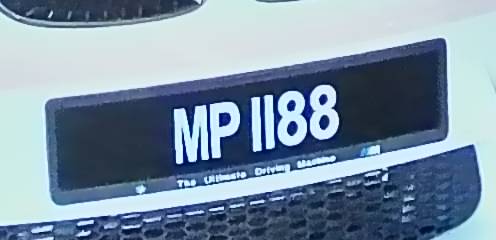 MP 1188
The Ultimate Driving Machine